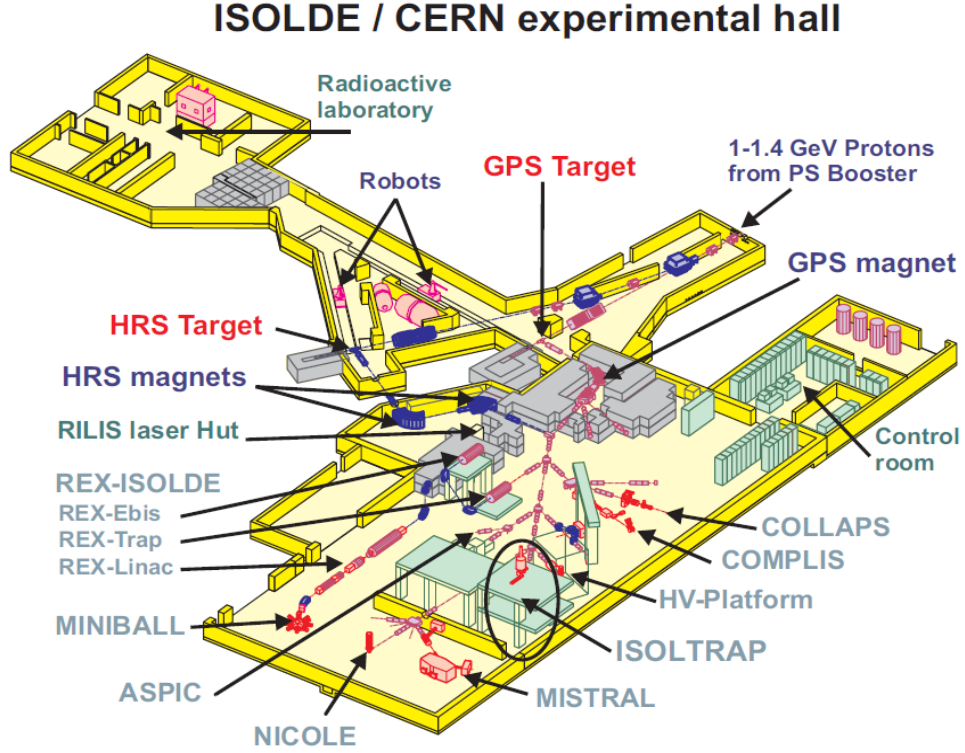 ISOLDE / CERN experimental hall
Radioactive
laboratory
Robots
GPS Target
1-1.4 GeV Protons
from PS Booster
GPS magnet
HRS Target
HRS magnets
RILIS laser Hut
Control
room
REX-ISOLDE
REX-Ebis
REX-Trap
REX-Linac
COLLAPS
COMPLIS
HV-Platform
MINIBALL
ISOLTRAP
ASPIC
MISTRAL
NICOLE